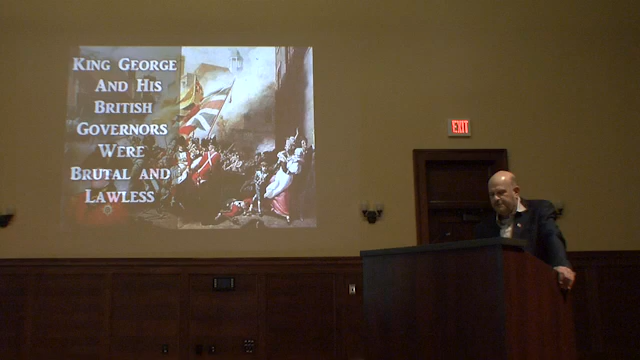 KING GEORGE
AND HIS
BRITISH
GOVERNORS
WERE
BRUTAL AND
LAWLESS
EXIT